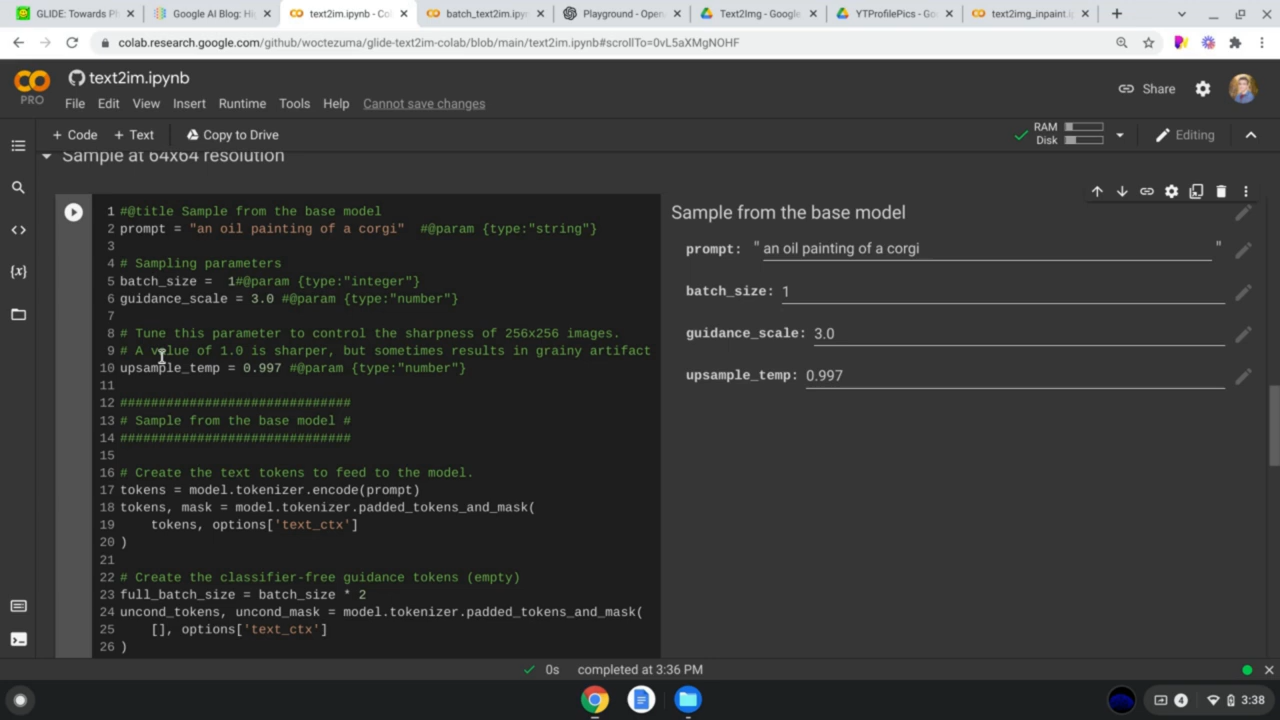 GLIDE: Towards Ph
Google AI Blog: Hi
text2im.ipynb - Col
batch_text2im.ipy
Playground - Open
Text2Img - Google
YTProfilePics - Go
text2img_inpaint.i
colab.research.google.com/github/woctezuma/glide-text2im-colab/blob/main/text2im.ipynb#scrollTo=0vL5aXMgNOHF
PRO
text2im.ipynb
Share
File Edit View Insert Runtime Tools Help Cannot save changes
+ Code + Text Copy to Drive
RAM
Disk
Editing
Sample at 64x64 resolution
1 #@title Sample from the base model
2 prompt = "an oil painting of a corgi"  #@param {type:"string"}
3
4 # Sampling parameters
5 batch_size =  1#@param {type:"integer"}
6 guidance_scale = 3.0 #@param {type:"number"}
7
8 # Tune this parameter to control the sharpness of 256x256 images.
9 # A value of 1.0 is sharper, but sometimes results in grainy artifact
10 upsample_temp = 0.997 #@param {type:"number"}
11
12 ##############################
13 # Sample from the base model #
14 ##############################
15
16 # Create the text tokens to feed to the model.
17 tokens = model.tokenizer.encode(prompt)
18 tokens, mask = model.tokenizer.padded_tokens_and_mask(
19     tokens, options['text_ctx']
20 )
21
22 # Create the classifier-free guidance tokens (empty)
23 full_batch_size = batch_size * 2
24 uncond_tokens, uncond_mask = model.tokenizer.padded_tokens_and_mask(
25     [], options['text_ctx']
26 )
Sample from the base model
prompt: " an oil painting of a corgi "
batch_size: 1
guidance_scale: 3.0
upsample_temp: 0.997
0s completed at 3:36 PM
4
3:38